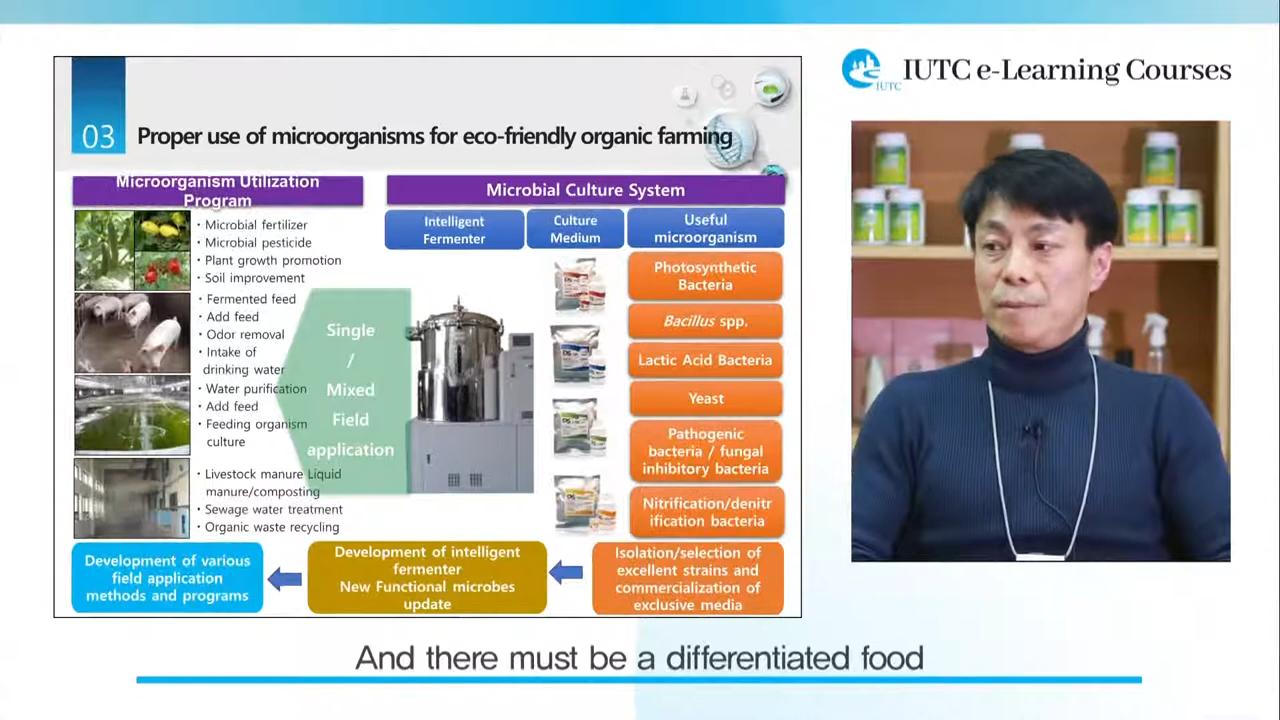 IUTC e-Learning Courses
IUTC
03
Proper use of microorganisms for eco-friendly organic farming
Microorganism Utilization
Program
· Microbial fertilizer
· Microbial pesticide
· Plant growth promotion
· Soil improvement
· Fermented feed
· Add feed
· Odor removal
· Intake of
drinking water
· Water purification
· Add feed
· Feeding organism
culture
· Livestock manure Liquid
manure/composting
· Sewage water treatment
· Organic waste recycling
Single
/
Mixed
Field
application
Microbial Culture System
Intelligent
Fermenter
Culture
Medium
Useful
microorganism
Photosynthetic
Bacteria
Bacillus spp.
Lactic Acid Bacteria
Yeast
Pathogenic
bacteria / fungal
inhibitory bacteria
Nitrification/denitr
ification bacteria
Development of various
field application
methods and programs
Development of intelligent
fermenter
New Functional microbes
update
Isolation/selection of
excellent strains and
commercialization of
exclusive media
And there must be a differentiated food